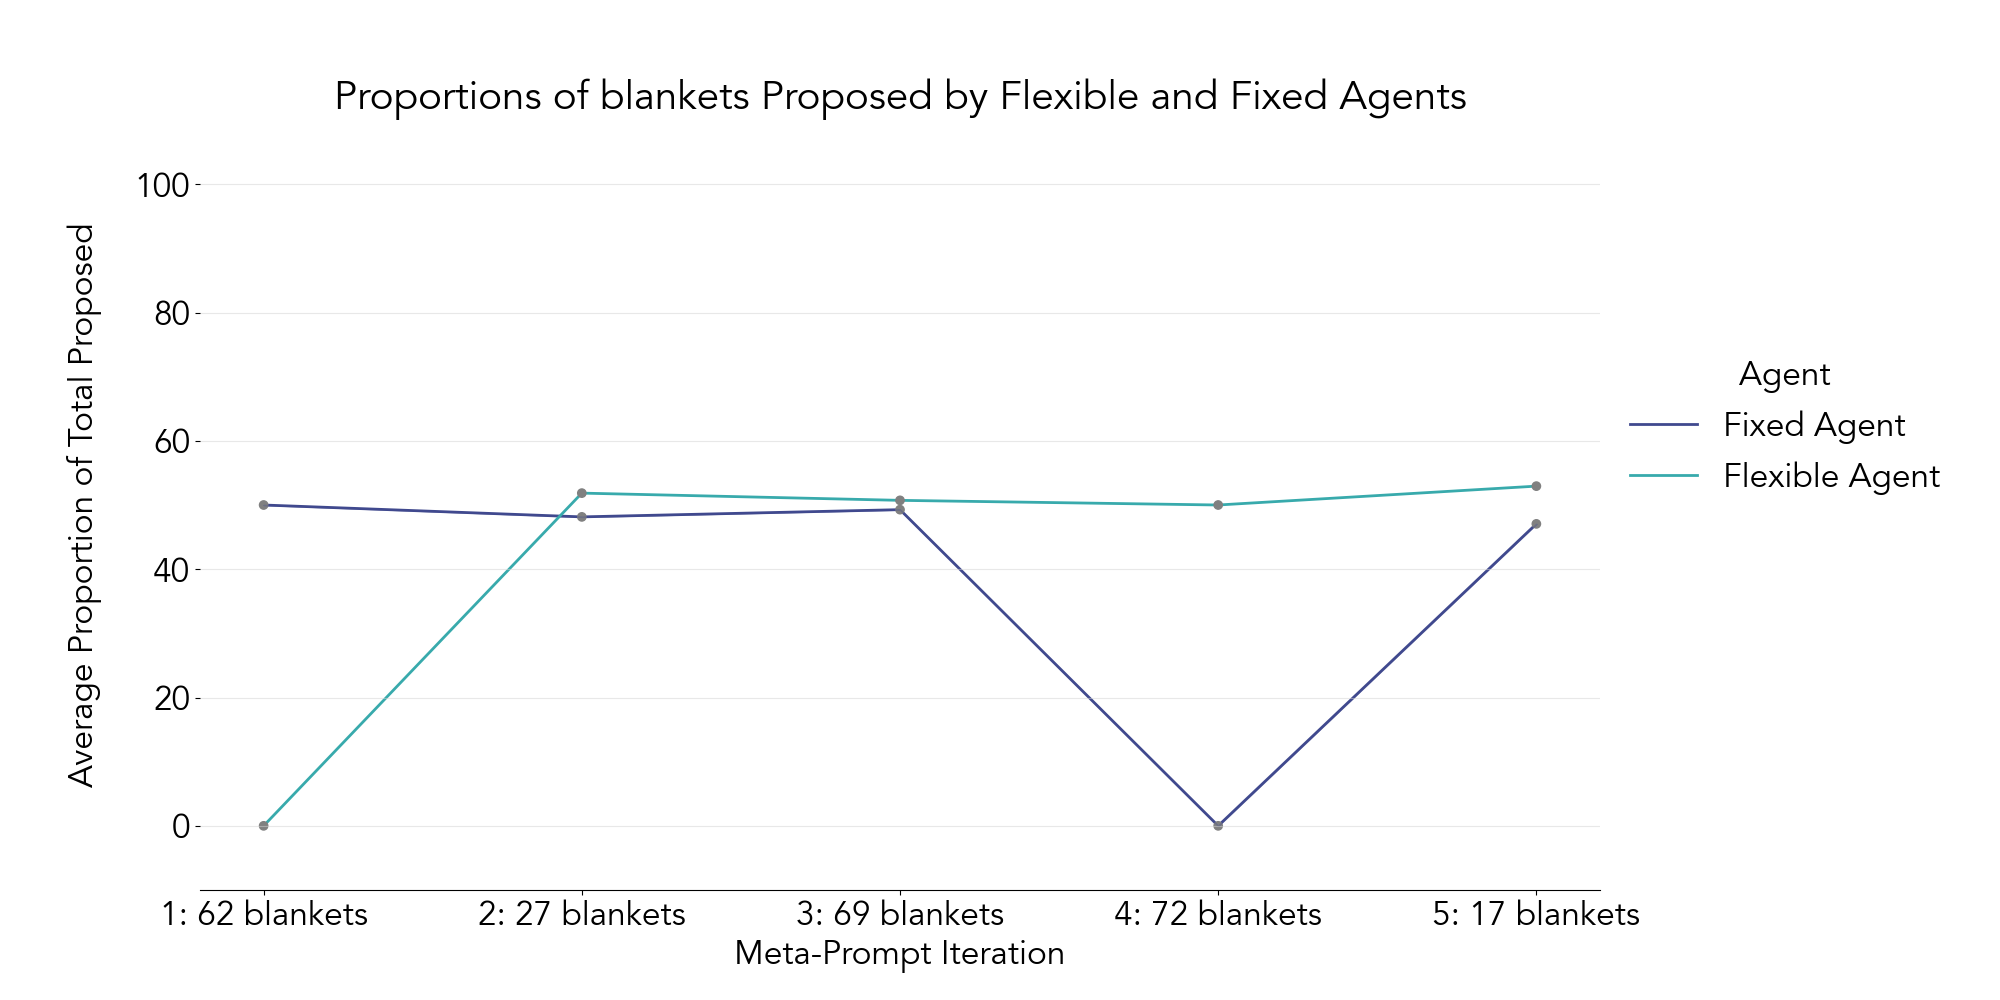 Proportions of blankets Proposed by Flexible and Fixed Agents
Average Proportion of Total Proposed
100
80
60
40
20
0
1: 62 blankets
2: 27 blankets
3: 69 blankets
4: 72 blankets
5: 17 blankets
Meta-Prompt Iteration
Agent
Fixed Agent
Flexible Agent